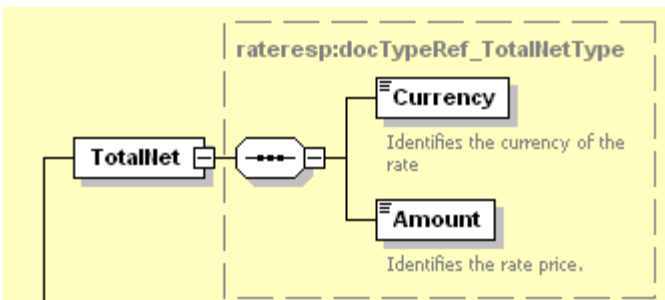 rateresp:docTypeRef_TotalNetType
Currency
Identifies the currency of the
rate
TotalNet
Amount
Identifies the rate price.